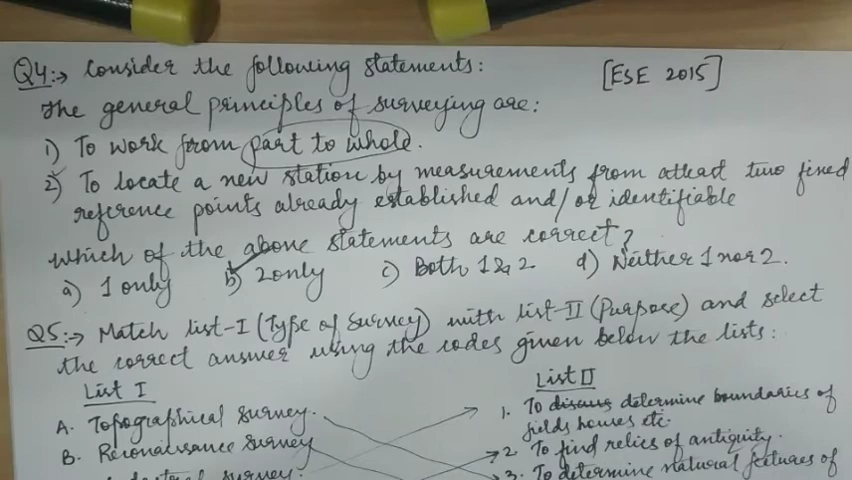 Q4:→ Consider the following statements: [ESE 2015]
The general principles of surveying are:
1) To work from part to whole.
2) To locate a new station by measurements from atleast two fixed
reference points already established and/or identifiable
which of the above statements are correct?
a) 1 only b) 2 only c) Both 1 & 2 d) Neither 1 nor 2.
Q5:→ Match list-I (Type of survey) with list-II (Purpose) and select
the correct answer using the codes given below the lists:
List I List II
A. Topographical survey. 1. To discuss determine boundaries of
fields houses etc.
B. Reconaissance survey 2. To find relics of antiquity.
survey. 3. To determine natural features of